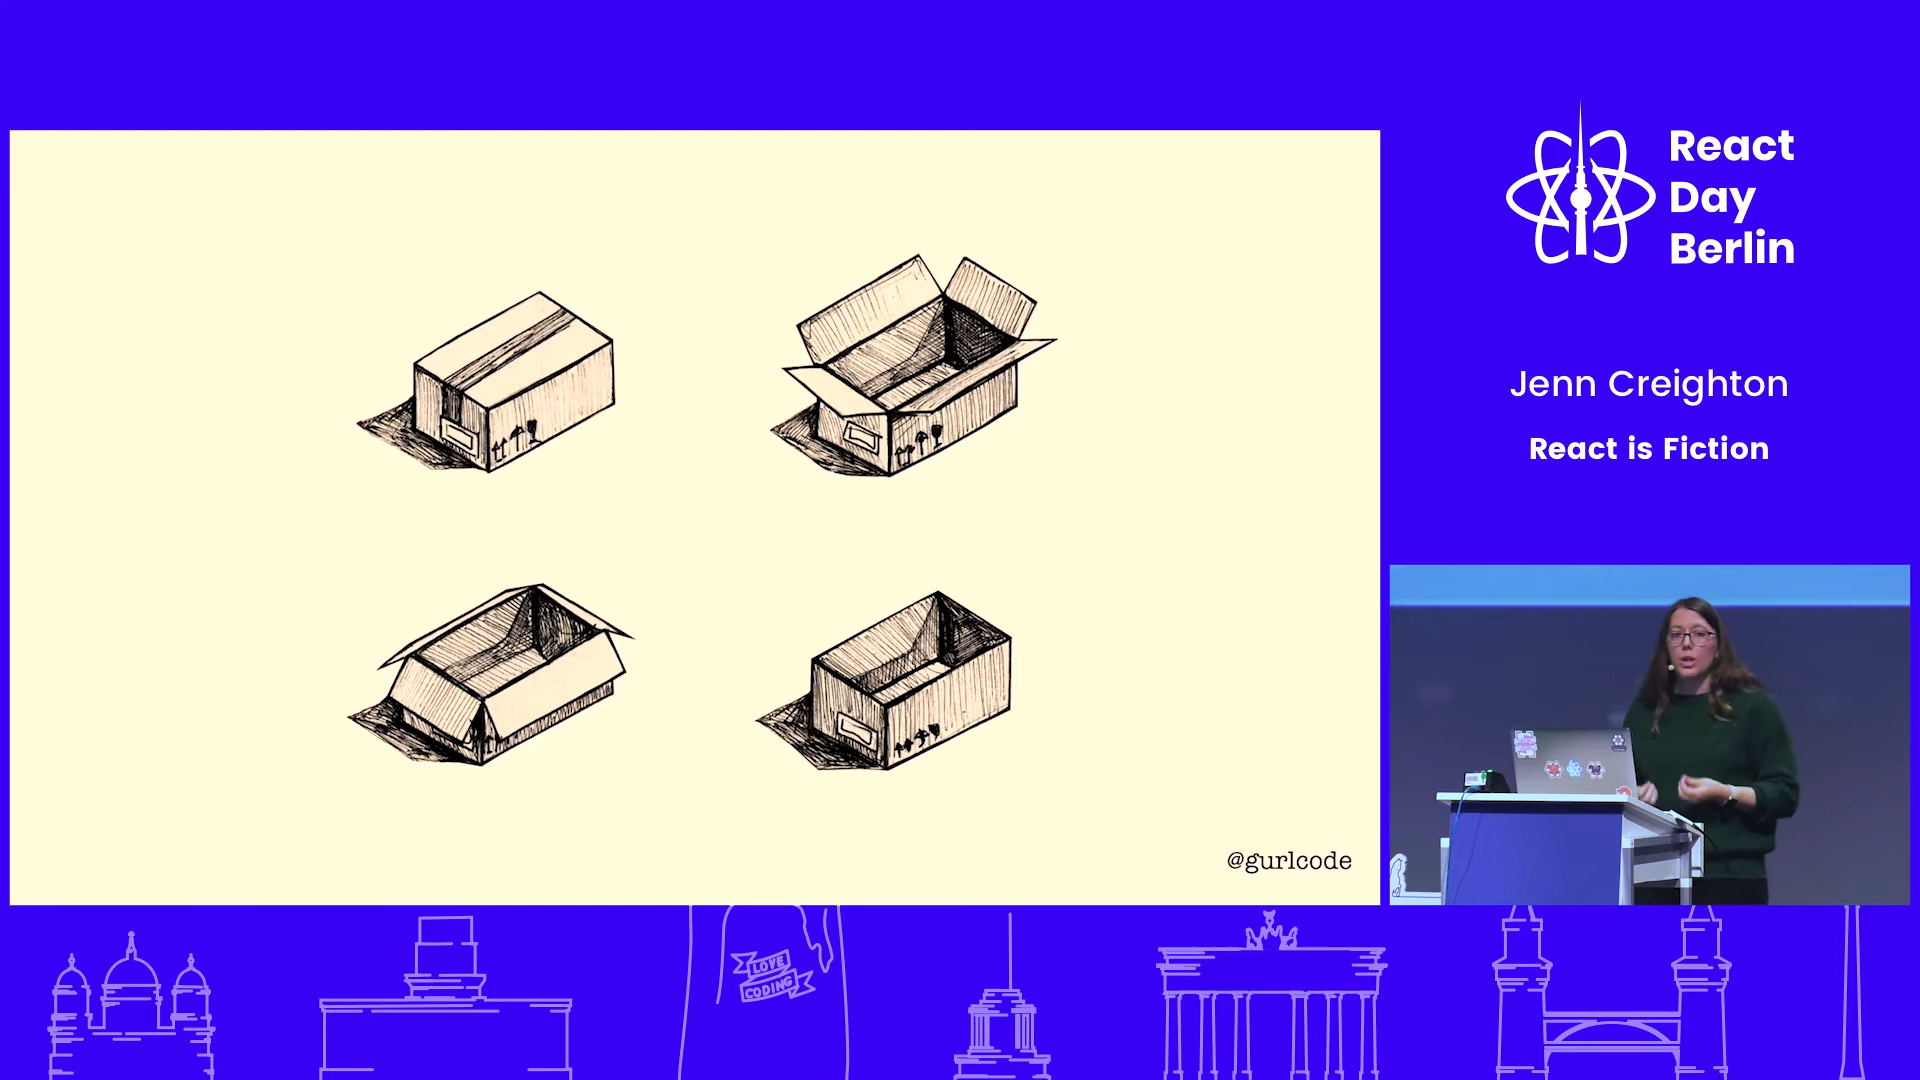 React
Day
Berlin
Jenn Creighton
React is Fiction
@gurlcode
LOVE
CODING